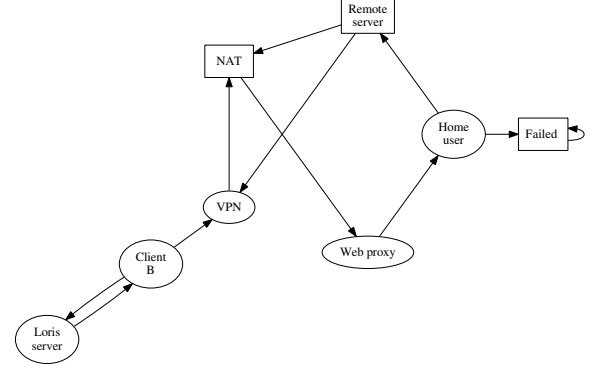 Remote
server
NAT
Home
user
Failed
VPN
Web proxy
Client
B
Loris
server